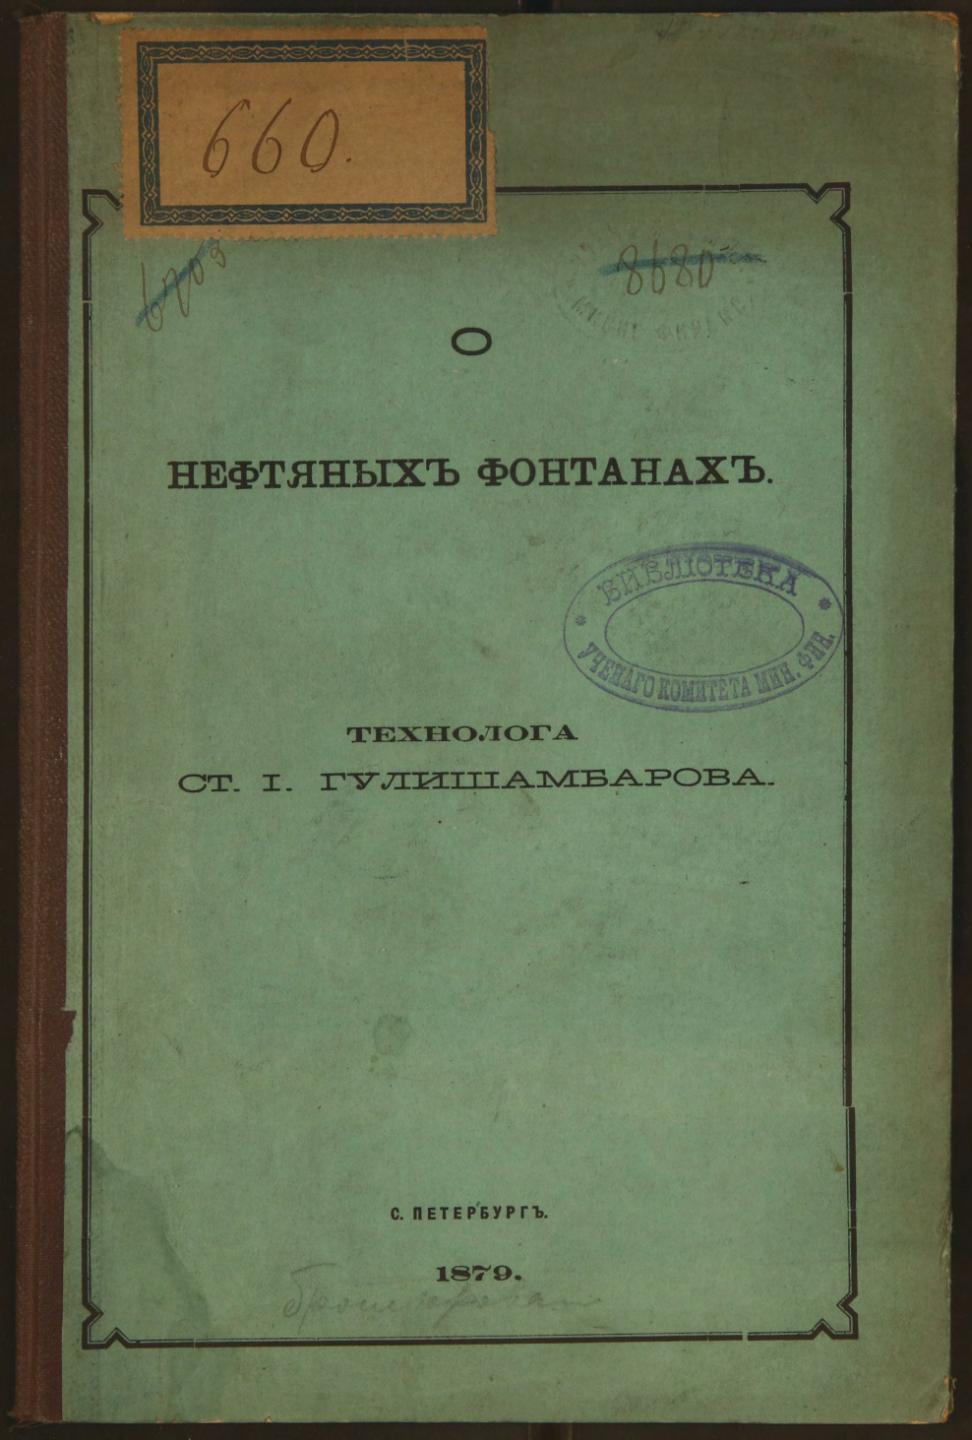 660.
8680
О
НЕФТЯНЫХЪ ФОНТАНАХЪ.
БИБЛІОТЕКА
УЧЕНАГО КОМИТЕТА МИН. ФИН.
ТЕХНОЛОГА
СТ. І. ГУЛИШАМБАРОВА.
С. ПЕТЕРБУРГЪ.
1879.